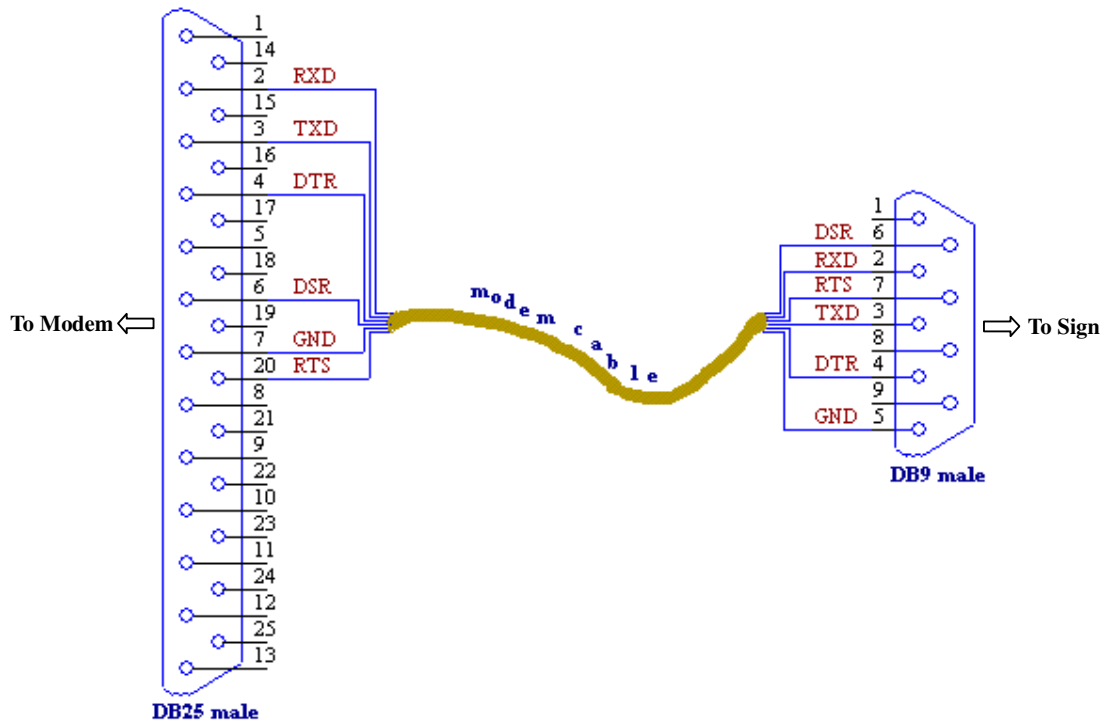 1
14
2 RXD
15
3 TXD
16
4 DTR
17
5
18
6 DSR
19
7 GND
20 RTS
8
21
9
22
10
23
11
24
12
25
13
DB25 male
To Modem
modem cable
1
DSR 6
RXD 2
RTS 7
TXD 3
8
DTR 4
9
GND 5
DB9 male
To Sign